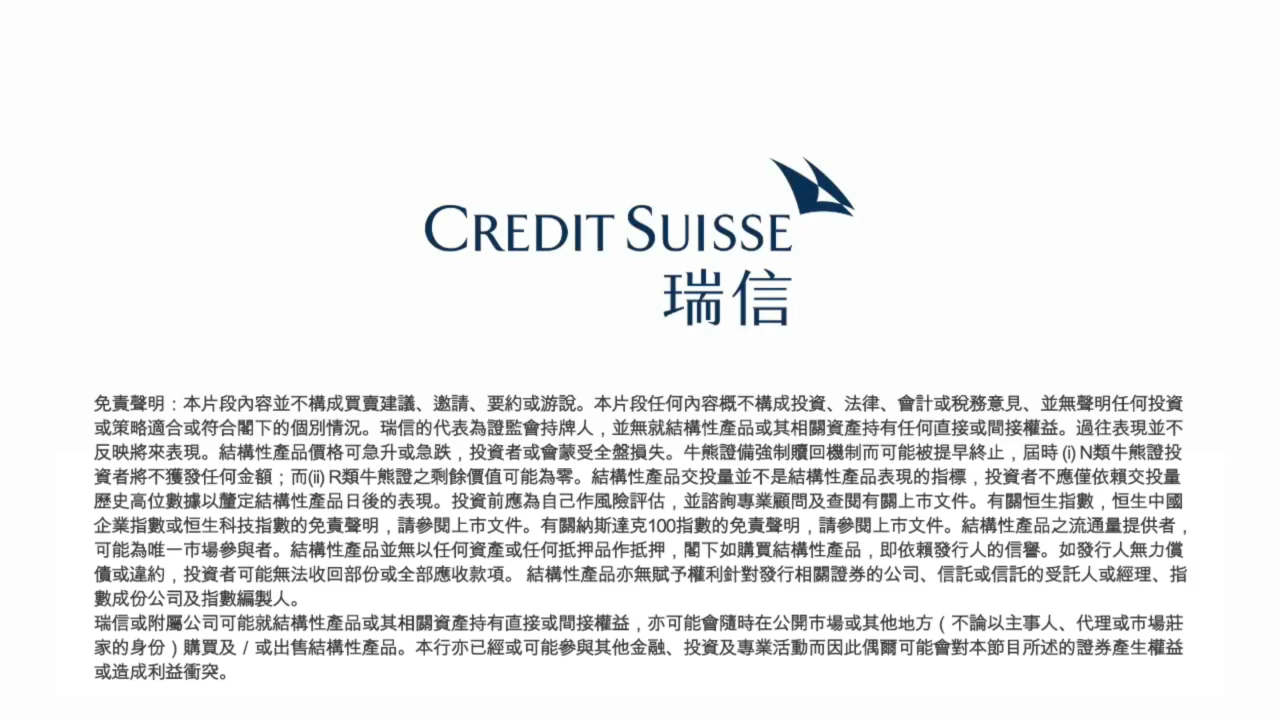 CREDIT SUISSE
瑞信
免責聲明：本片段內容並不構成買賣建議、邀請、要約或游說。本片段任何內容概不構成投資、法律、會計或稅務意見、並無聲明任何投資
或策略適合或符合閣下的個別情況。瑞信的代表為證監會持牌人，並無就結構性產品或其相關資產持有任何直接或間接權益。過往表現並不
反映將來表現。結構性產品價格可急升或急跌，投資者或會蒙受全盤損失。牛熊證備強制贖回機制而可能被提早終止，屆時 (i) N類牛熊證投
資者將不獲發任何金額；而(ii) R類牛熊證之剩餘價值可能為零。結構性產品交投量並不是結構性產品表現的指標，投資者不應僅依賴交投量
歷史高位數據以釐定結構性產品日後的表現。投資前應為自己作風險評估，並諮詢專業顧問及查閱有關上市文件。有關恒生指數，恒生中國
企業指數或恒生科技指數的免責聲明，請參閱上市文件。有關納斯達克100指數的免責聲明，請參閱上市文件。結構性產品之流通量提供者，
可能為唯一市場參與者。結構性產品並無以任何資產或任何抵押品作抵押，閣下如購買結構性產品，即依賴發行人的信譽。如發行人無力償
債或違約，投資者可能無法收回部份或全部應收款項。 結構性產品亦無賦予權利針對發行相關證券的公司、信託或信託的受託人或經理、指
數成份公司及指數編製人。
瑞信或附屬公司可能就結構性產品或其相關資產持有直接或間接權益，亦可能會隨時在公開市場或其他地方（不論以主事人、代理或市場莊
家的身份）購買及／或出售結構性產品。本行亦已經或可能參與其他金融、投資及專業活動而因此偶爾可能會對本節目所述的證券產生權益
或造成利益衝突。